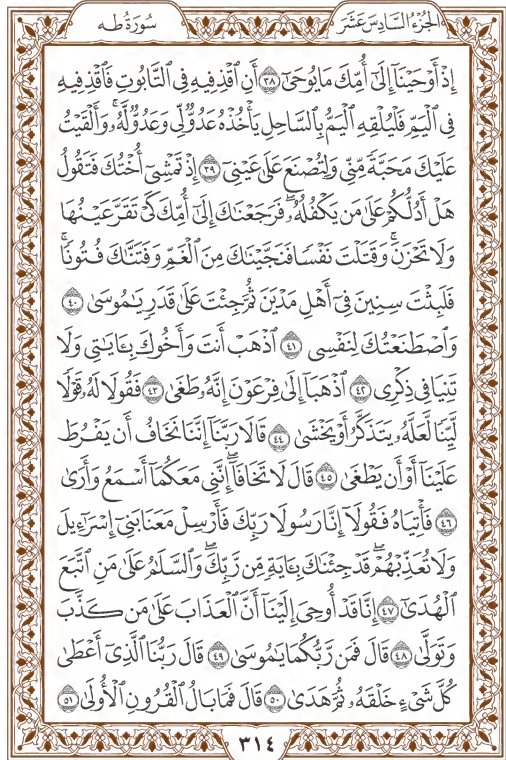 الجُزْءُ السَّادِسَ عَشَرَ
سُورَةُ طه
إِذْ أَوْحَيْنَآ إِلَىٰٓ أُمِّكَ مَا يُوحَىٰٓ ٣٨ أَنِ ٱقْذِفِيهِ فِى ٱلتَّابُوتِ فَٱقْذِفِيهِ
فِى ٱلْيَمِّ فَلْيُلْقِهِ ٱلْيَمُّ بِٱلسَّاحِلِ يَأْخُذْهُ عَدُوٌّ لِّى وَعَدُوٌّ لَّهُۥ ۚ وَأَلْقَيْتُ
عَلَيْكَ مَحَبَّةً مِّنِّى وَلِتُصْنَعَ عَلَىٰ عَيْنِىٓ ٣٩ إِذْ تَمْشِىٓ أُخْتُكَ فَتَقُولُ
هَلْ أَدُلُّكُمْ عَلَىٰ مَن يَكْفُلُهُۥ ۖ فَرَجَعْنَـٰكَ إِلَىٰٓ أُمِّكَ كَىْ تَقَرَّ عَيْنُهَا
وَلَا تَحْزَنَ ۚ وَقَتَلْتَ نَفْسًا فَنَجَّيْنَـٰكَ مِنَ ٱلْغَمِّ وَفَتَنَّـٰكَ فُتُونًا ۚ
فَلَبِثْتَ سِنِينَ فِىٓ أَهْلِ مَدْيَنَ ثُمَّ جِئْتَ عَلَىٰ قَدَرٍ يَـٰمُوسَىٰ ٤٠
وَٱصْطَنَعْتُكَ لِنَفْسِى ٤١ ٱذْهَبْ أَنتَ وَأَخُوكَ بِـَٔايَـٰتِى وَلَا
تَنِيَا فِى ذِكْرِى ٤٢ ٱذْهَبَآ إِلَىٰ فِرْعَوْنَ إِنَّهُۥ طَغَىٰ ٤٣ فَقُولَا لَهُۥ قَوْلًا
لَّيِّنًا لَّعَلَّهُۥ يَتَذَكَّرُ أَوْ يَخْشَىٰ ٤٤ قَالَا رَبَّنَآ إِنَّنَا نَخَافُ أَن يَفْرُطَ
عَلَيْنَآ أَوْ أَن يَطْغَىٰ ٤٥ قَالَ لَا تَخَافَآ ۖ إِنَّنِى مَعَكُمَآ أَسْمَعُ وَأَرَىٰ
٤٦ فَأْتِيَاهُ فَقُولَآ إِنَّا رَسُولَا رَبِّكَ فَأَرْسِلْ مَعَنَا بَنِىٓ إِسْرَٰٓءِيلَ
وَلَا تُعَذِّبْهُمْ ۖ قَدْ جِئْنَـٰكَ بِـَٔايَةٍ مِّن رَّبِّكَ ۖ وَٱلسَّلَـٰمُ عَلَىٰ مَنِ ٱتَّبَعَ
ٱلْهُدَىٰٓ ٤٧ إِنَّا قَدْ أُوحِىَ إِلَيْنَآ أَنَّ ٱلْعَذَابَ عَلَىٰ مَن كَذَّبَ
وَتَوَلَّىٰ ٤٨ قَالَ فَمَن رَّبُّكُمَا يَـٰمُوسَىٰ ٤٩ قَالَ رَبُّنَا ٱلَّذِىٓ أَعْطَىٰ
كُلَّ شَىْءٍ خَلْقَهُۥ ثُمَّ هَدَىٰ ٥٠ قَالَ فَمَا بَالُ ٱلْقُرُونِ ٱلْأُولَىٰ ٥١
٣١٤